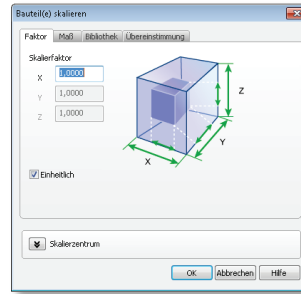 Bauteil(e) skalieren
Faktor Maß Bibliothek Übereinstimmung
Skalierfaktor
X 1,0000
Y 1,0000
Z 1,0000
Z
Y
X
Einheitlich
Skalierzentrum
OK Abbrechen Hilfe